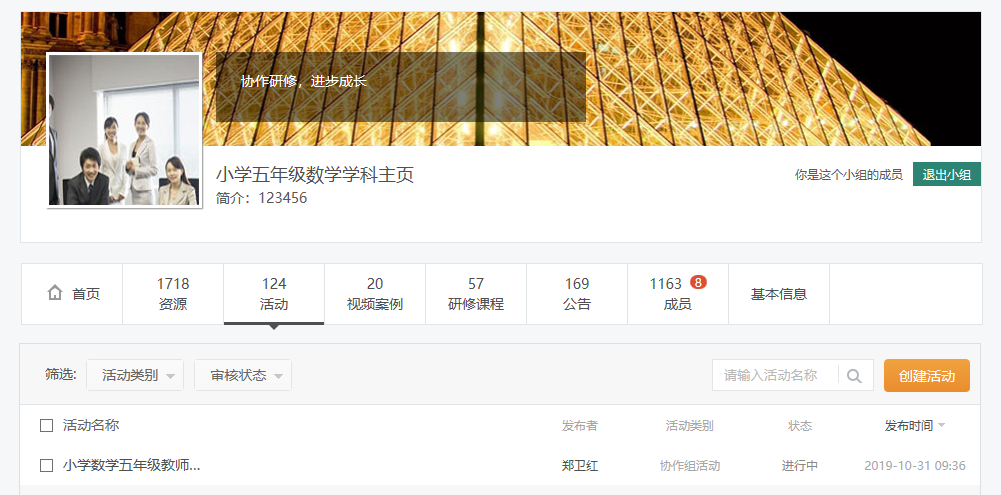 协作研修，进步成长
小学五年级数学学科主页
你是这个小组的成员 退出小组
简介：123456
首页
1718
资源
124
活动
20
视频案例
57
研修课程
169
公告
1163 8
成员
基本信息
筛选: 活动类别 审核状态 请输入活动名称 创建活动
活动名称 发布者 活动类别 状态 发布时间
小学数学五年级教师... 郑卫红 协作组活动 进行中 2019-10-31 09:36